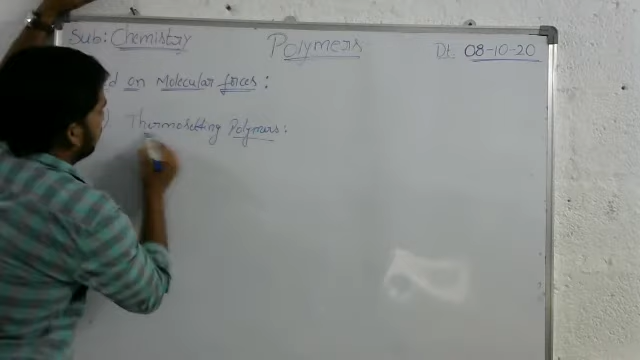 Sub: Chemistry
Polymers
Dt: 08-10-20
on Molecular forces:
) Thermosetting Polymers: